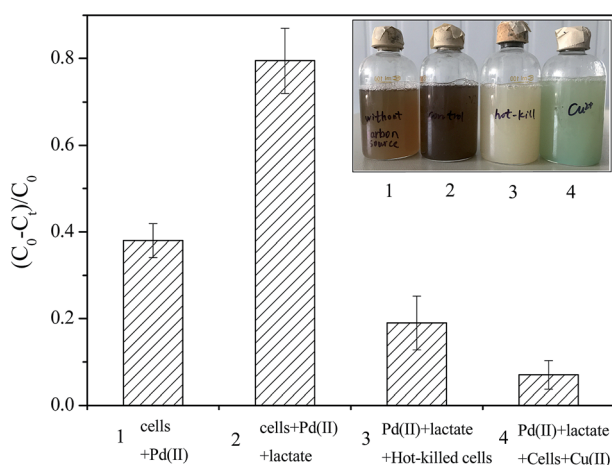 (C0-Ct)/C0
0.8
0.6
0.4
0.2
0.0
without
carbon
source
control
hot-kill
Cu2+
1
2
3
4
1 cells
+Pd(II)
2 cells+Pd(II)
+lactate
3 Pd(II)+lactate
+Hot-killed cells
4 Pd(II)+lactate
+Cells+Cu(II)